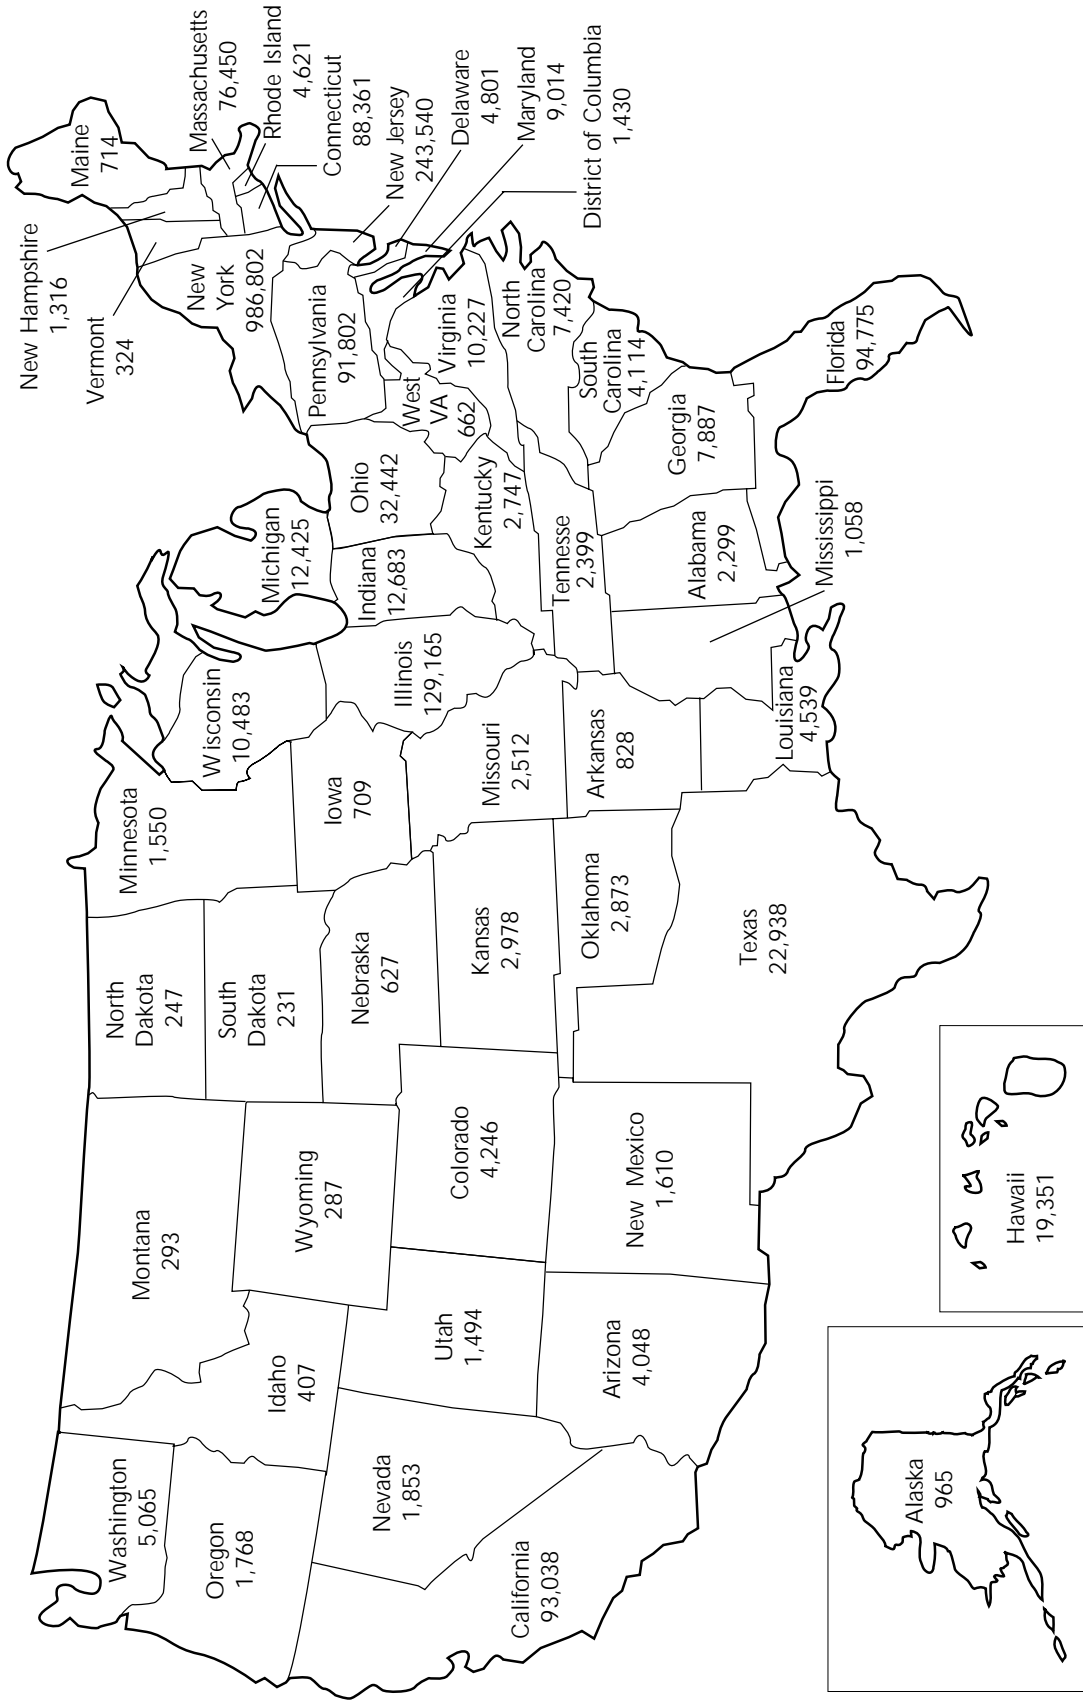 Washington
5,065
Oregon
1,768
California
93,038
Nevada
1,853
Idaho
407
Montana
293
Wyoming
287
Utah
1,494
Arizona
4,048
Colorado
4,246
New Mexico
1,610
North
Dakota
247
South
Dakota
231
Nebraska
627
Kansas
2,978
Oklahoma
2,873
Texas
22,938
Minnesota
1,550
Iowa
709
Missouri
2,512
Arkansas
828
Louisiana
4,539
Wisconsin
10,483
Illinois
129,165
Michigan
12,425
Indiana
12,683
Ohio
32,442
Kentucky
2,747
Tennesse
2,399
Mississippi
1,058
Alabama
2,299
Georgia
7,887
Florida
94,775
South
Carolina
4,114
North
Carolina
7,420
Virginia
10,227
West
VA
662
Pennsylvania
91,802
New
York
986,802
Vermont
324
New Hampshire
1,316
Maine
714
Massachusetts
76,450
Rhode Island
4,621
Connecticut
88,361
New Jersey
243,540
Delaware
4,801
Maryland
9,014
District of Columbia
1,430
Alaska
965
Hawaii
19,351